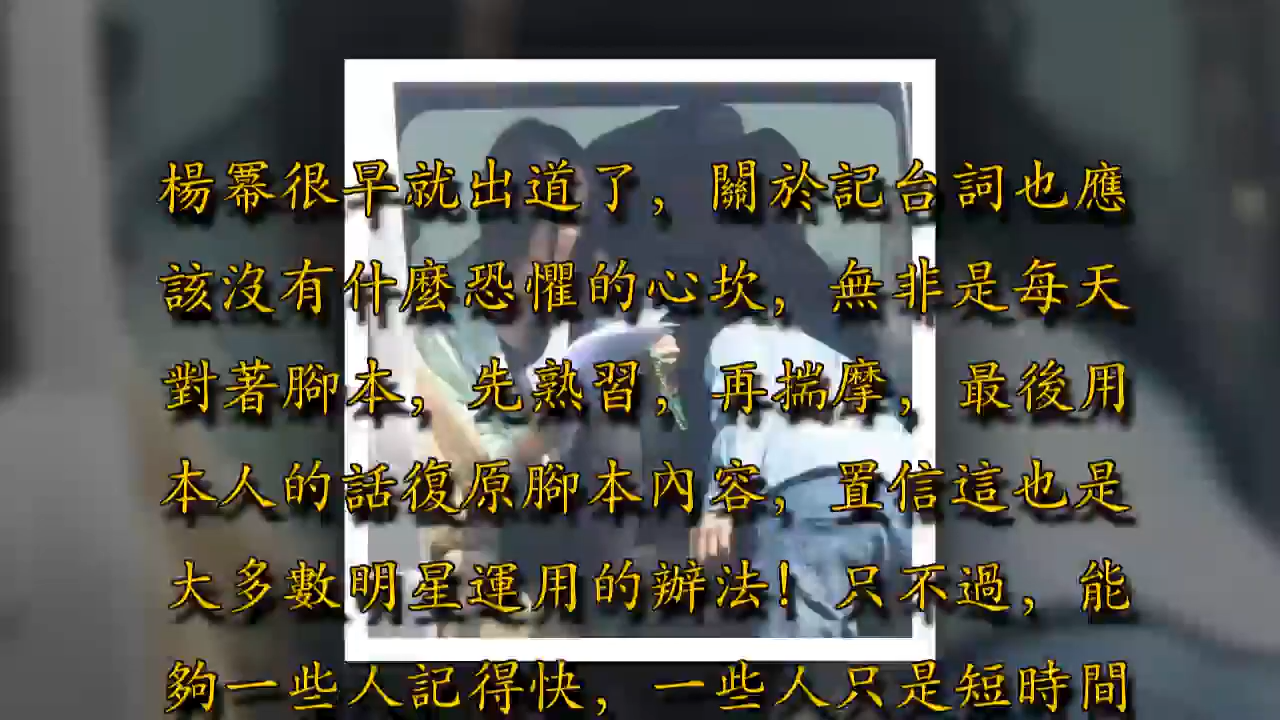 楊冪很早就出道了，關於記台詞也應
該沒有什麼恐懼的心坎，無非是每天
對著腳本，先熟習，再揣摩，最後用
本人的話復原腳本內容，置信這也是
大多數明星運用的辦法！只不過，能
夠一些人記得快，一些人只是短時間